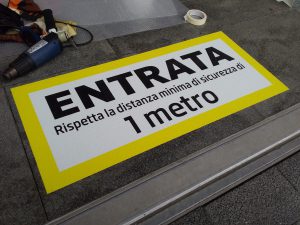 ENTRATA
Rispetta la distanza minima di sicurezza di
1 metro